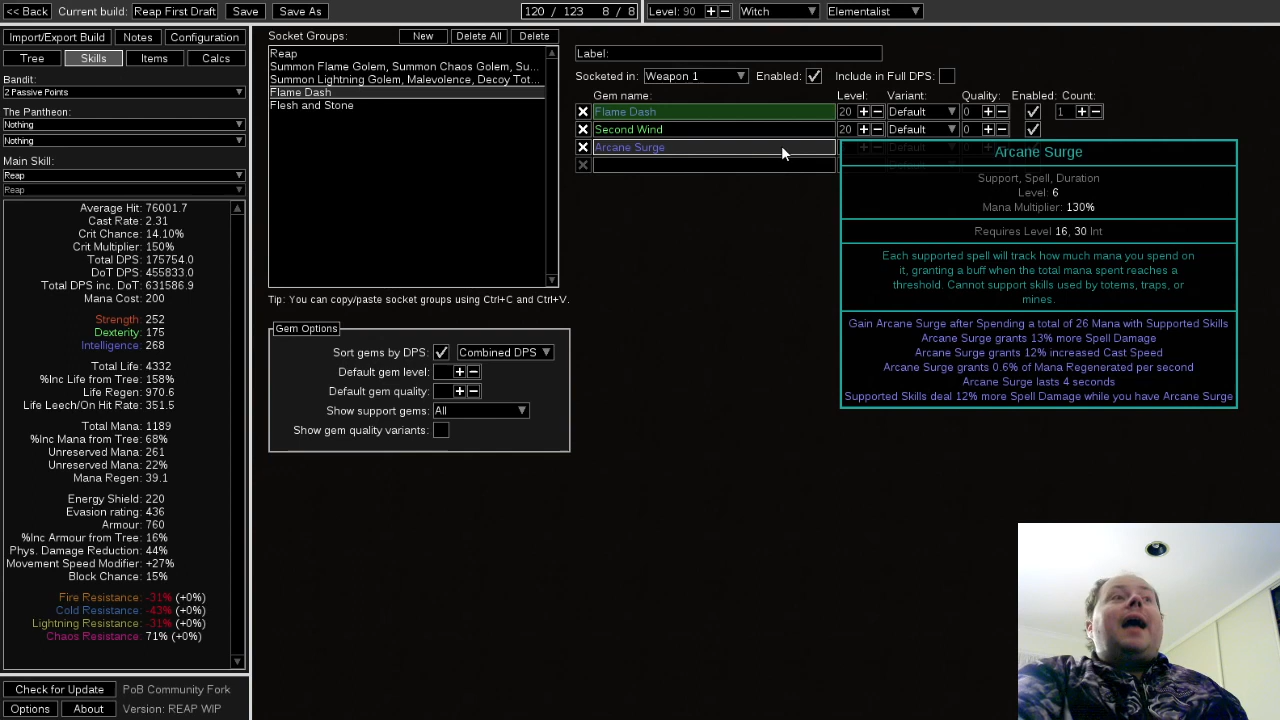 << Back
Current build:
Reap First Draft
Save
Save As
120 / 123 8 / 8
Level: 90
Witch
Elementalist
Import/Export Build
Notes
Configuration
Tree
Skills
Items
Calcs
Bandit:
2 Passive Points
The Pantheon:
Nothing
Nothing
Main Skill:
Reap
Reap
Average Hit: 76001.7
Cast Rate: 2.31
Crit Chance: 14.10%
Crit Multiplier: 150%
Total DPS: 175754.0
DoT DPS: 455833.0
Total DPS inc. DoT: 631586.9
Mana Cost: 200
Strength: 252
Dexterity: 175
Intelligence: 268
Total Life: 4332
%Inc Life from Tree: 158%
Life Regen: 970.6
Life Leech/On Hit Rate: 351.5
Total Mana: 1189
%Inc Mana from Tree: 68%
Unreserved Mana: 261
Unreserved Mana: 22%
Mana Regen: 39.1
Energy Shield: 220
Evasion rating: 436
Armour: 760
%Inc Armour from Tree: 16%
Phys. Damage Reduction: 44%
Movement Speed Modifier: +27%
Block Chance: 15%
Fire Resistance: -31% (+0%)
Cold Resistance: -43% (+0%)
Lightning Resistance: -31% (+0%)
Chaos Resistance: 71% (+0%)
Check for Update
PoB Community Fork
Options
About
Version: REAP WIP
Socket Groups:
New
Delete All
Delete
Reap
Summon Flame Golem, Summon Chaos Golem, Su...
Summon Lightning Golem, Malevolence, Decoy Tot...
Flame Dash
Flesh and Stone
Tip: You can copy/paste socket groups using Ctrl+C and Ctrl+V.
Gem Options
Sort gems by DPS:
Combined DPS
Default gem level:
Default gem quality:
Show support gems:
All
Show gem quality variants:
Label:
Socketed in:
Weapon 1
Enabled:
Include in Full DPS:
Gem name:
Level:
Variant:
Quality:
Enabled:
Count:
Flame Dash
20
Default
0
1
Second Wind
20
Default
0
Arcane Surge
Default
Arcane Surge
Support, Spell, Duration
Level: 6
Mana Multiplier: 130%
Requires Level 16, 30 Int
Each supported spell will track how much mana you spend on
it, granting a buff when the total mana spent reaches a
threshold. Cannot support skills used by totems, traps, or
mines.
Gain Arcane Surge after Spending a total of 26 Mana with Supported Skills
Arcane Surge grants 13% more Spell Damage
Arcane Surge grants 12% increased Cast Speed
Arcane Surge grants 0.6% of Mana Regenerated per second
Arcane Surge lasts 4 seconds
Supported Skills deal 12% more Spell Damage while you have Arcane Surge